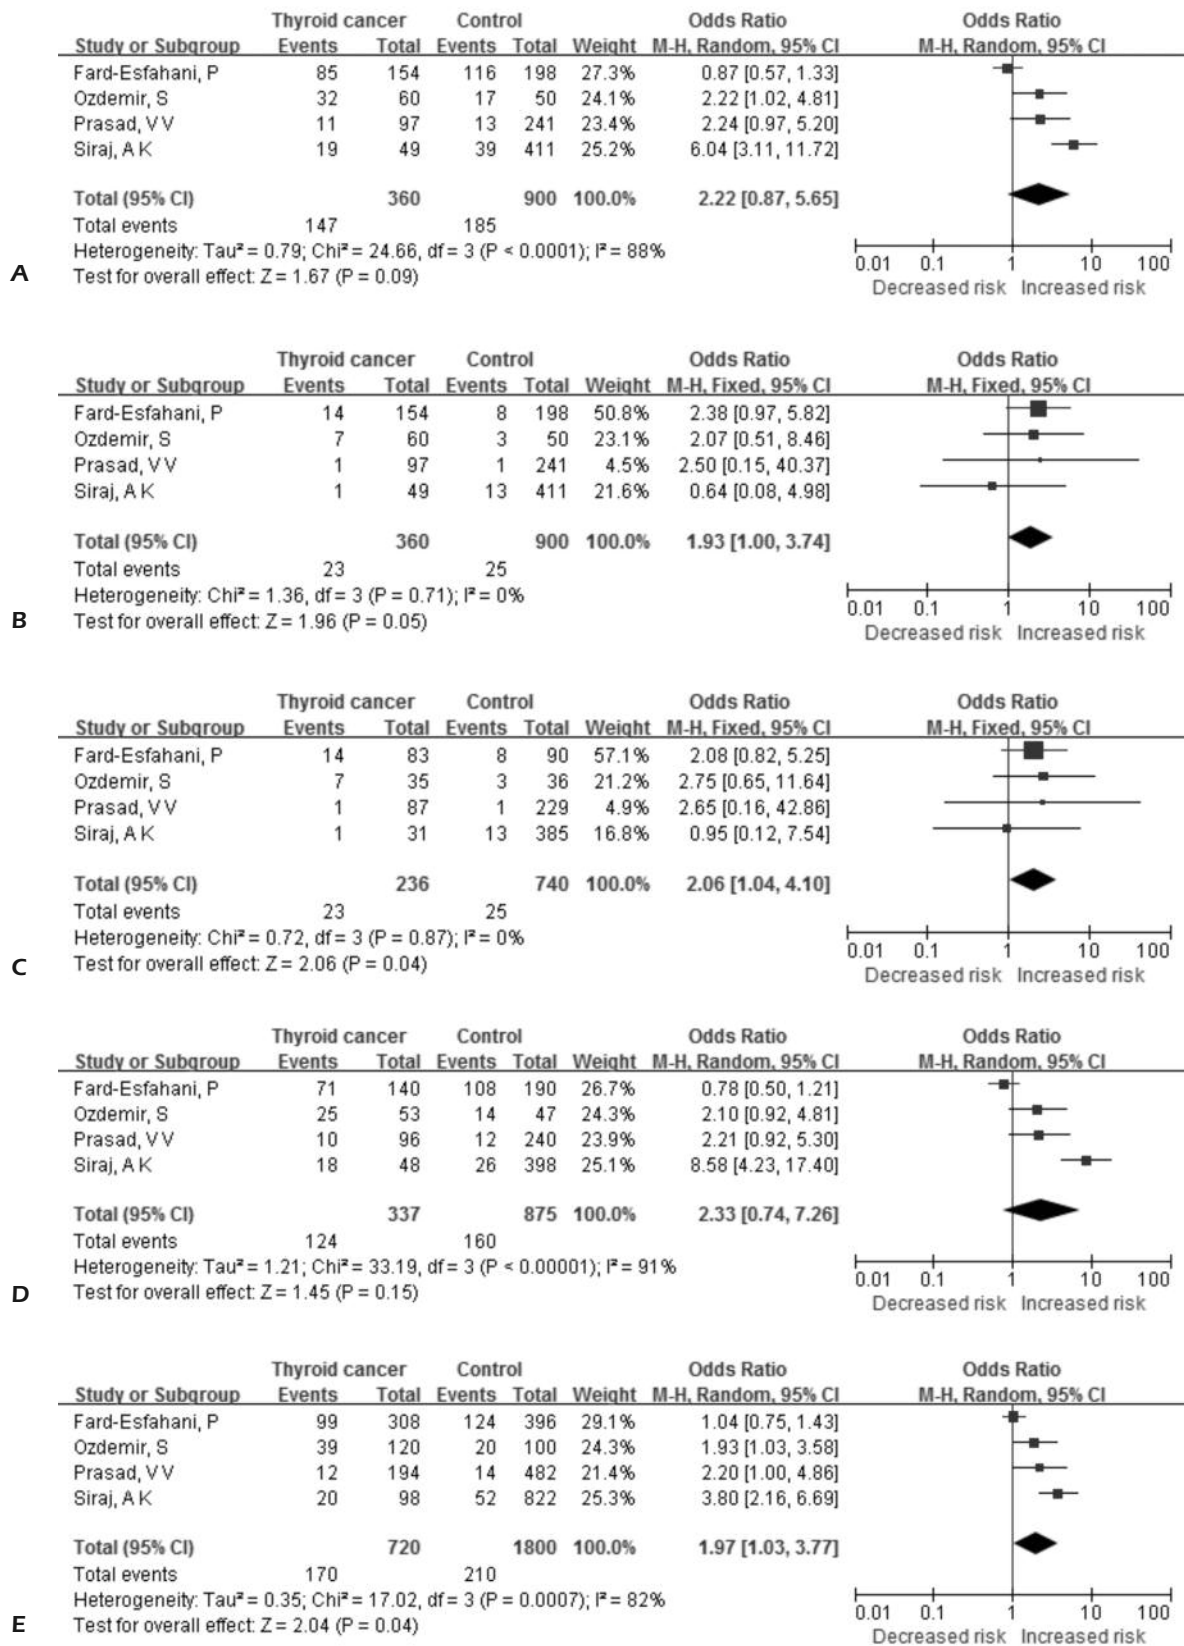 Thyroid cancer Control Odds Ratio Odds Ratio
Study or Subgroup Events Total Events Total Weight M-H, Random, 95% CI M-H, Random, 95% CI
Fard-Esfahani, P 85 154 116 198 27.3% 0.87 [0.57, 1.33]
Ozdemir, S 32 60 17 50 24.1% 2.22 [1.02, 4.81]
Prasad, V V 11 97 13 241 23.4% 2.24 [0.97, 5.20]
Siraj, A K 19 49 39 411 25.2% 6.04 [3.11, 11.72]
Total (95% CI) 360 900 100.0% 2.22 [0.87, 5.65]
Total events 147 185
Heterogeneity: Tau² = 0.79; Chi² = 24.66, df = 3 (P < 0.0001); I² = 88%
Test for overall effect: Z = 1.67 (P = 0.09)
0.01 0.1 1 10 100
Decreased risk Increased risk
A
Thyroid cancer Control Odds Ratio Odds Ratio
Study or Subgroup Events Total Events Total Weight M-H, Fixed, 95% CI M-H, Fixed, 95% CI
Fard-Esfahani, P 14 154 8 198 50.8% 2.38 [0.97, 5.82]
Ozdemir, S 7 60 3 50 23.1% 2.07 [0.51, 8.46]
Prasad, V V 1 97 1 241 4.5% 2.50 [0.15, 40.37]
Siraj, A K 1 49 13 411 21.6% 0.64 [0.08, 4.98]
Total (95% CI) 360 900 100.0% 1.93 [1.00, 3.74]
Total events 23 25
Heterogeneity: Chi² = 1.36, df = 3 (P = 0.71); I² = 0%
Test for overall effect: Z = 1.96 (P = 0.05)
0.01 0.1 1 10 100
Decreased risk Increased risk
B
Thyroid cancer Control Odds Ratio Odds Ratio
Study or Subgroup Events Total Events Total Weight M-H, Fixed, 95% CI M-H, Fixed, 95% CI
Fard-Esfahani, P 14 83 8 90 57.1% 2.08 [0.82, 5.25]
Ozdemir, S 7 35 3 36 21.2% 2.75 [0.65, 11.64]
Prasad, V V 1 87 1 229 4.9% 2.65 [0.16, 42.86]
Siraj, A K 1 31 13 385 16.8% 0.95 [0.12, 7.54]
Total (95% CI) 236 740 100.0% 2.06 [1.04, 4.10]
Total events 23 25
Heterogeneity: Chi² = 0.72, df = 3 (P = 0.87); I² = 0%
Test for overall effect: Z = 2.06 (P = 0.04)
0.01 0.1 1 10 100
Decreased risk Increased risk
C
Thyroid cancer Control Odds Ratio Odds Ratio
Study or Subgroup Events Total Events Total Weight M-H, Random, 95% CI M-H, Random, 95% CI
Fard-Esfahani, P 71 140 108 190 26.7% 0.78 [0.50, 1.21]
Ozdemir, S 25 53 14 47 24.3% 2.10 [0.92, 4.81]
Prasad, V V 10 96 12 240 23.9% 2.21 [0.92, 5.30]
Siraj, A K 18 48 26 398 25.1% 8.58 [4.23, 17.40]
Total (95% CI) 337 875 100.0% 2.33 [0.74, 7.26]
Total events 124 160
Heterogeneity: Tau² = 1.21; Chi² = 33.19, df = 3 (P < 0.00001); I² = 91%
Test for overall effect: Z = 1.45 (P = 0.15)
0.01 0.1 1 10 100
Decreased risk Increased risk
D
Thyroid cancer Control Odds Ratio Odds Ratio
Study or Subgroup Events Total Events Total Weight M-H, Random, 95% CI M-H, Random, 95% CI
Fard-Esfahani, P 99 308 124 396 29.1% 1.04 [0.75, 1.43]
Ozdemir, S 39 120 20 100 24.3% 1.93 [1.03, 3.58]
Prasad, V V 12 194 14 482 21.4% 2.20 [1.00, 4.86]
Siraj, A K 20 98 52 822 25.3% 3.80 [2.16, 6.69]
Total (95% CI) 720 1800 100.0% 1.97 [1.03, 3.77]
Total events 170 210
Heterogeneity: Tau² = 0.35; Chi² = 17.02, df = 3 (P = 0.0007); I² = 82%
Test for overall effect: Z = 2.04 (P = 0.04)
0.01 0.1 1 10 100
Decreased risk Increased risk
E